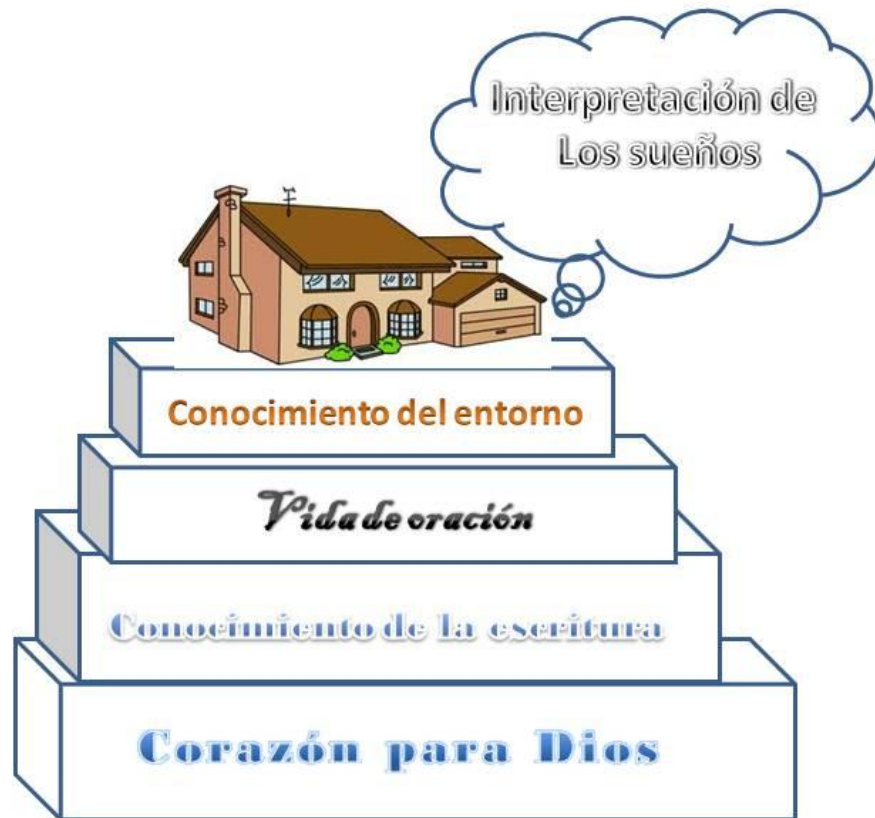 Interpretación de
Los sueños
Conocimiento del entorno
Vida de oración
Conocimiento de la escritura
Corazón para Dios